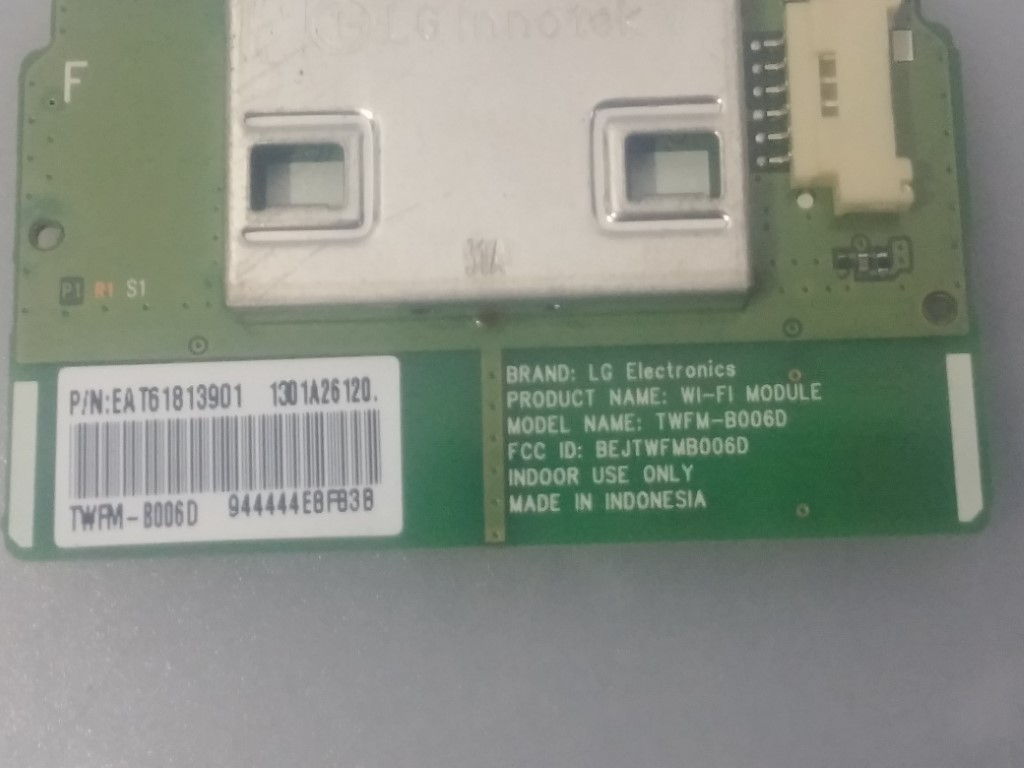 LG Innotek
F
P1 R1 S1
P/N:EAT61813901 1301A26120.
TWFM-B006D 944444E8FB3B
BRAND: LG Electronics
PRODUCT NAME: WI-FI MODULE
MODEL NAME: TWFM-B006D
FCC ID: BEJTWFMB006D
INDOOR USE ONLY
MADE IN INDONESIA